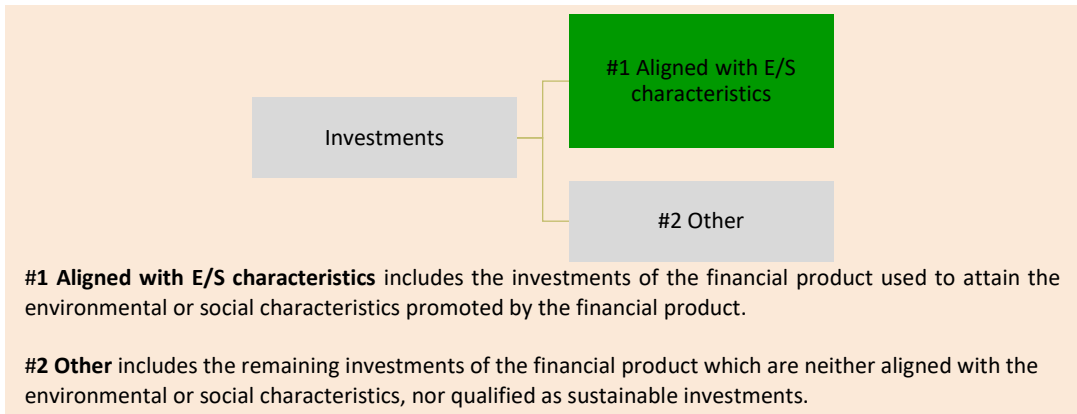 #1 Aligned with E/S
characteristics
Investments
#2 Other
#1 Aligned with E/S characteristics includes the investments of the financial product used to attain the
environmental or social characteristics promoted by the financial product.
#2 Other includes the remaining investments of the financial product which are neither aligned with the
environmental or social characteristics, nor qualified as sustainable investments.